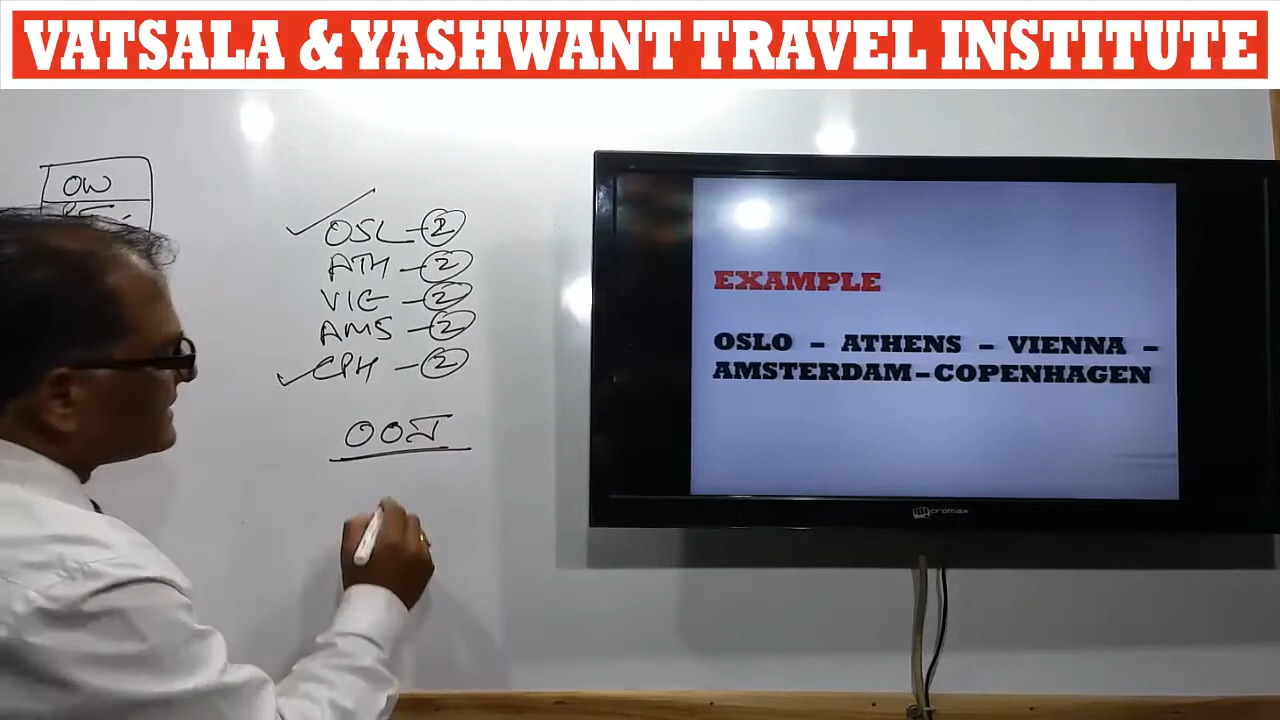 VATSALA & YASHWANT TRAVEL INSTITUTE
OW
OSL - 2
ATH - 2
VIE - 2
AMS - 2
CPH - 2
EXAMPLE
OSLO – ATHENS – VIENNA –
AMSTERDAM – COPENHAGEN
cromax